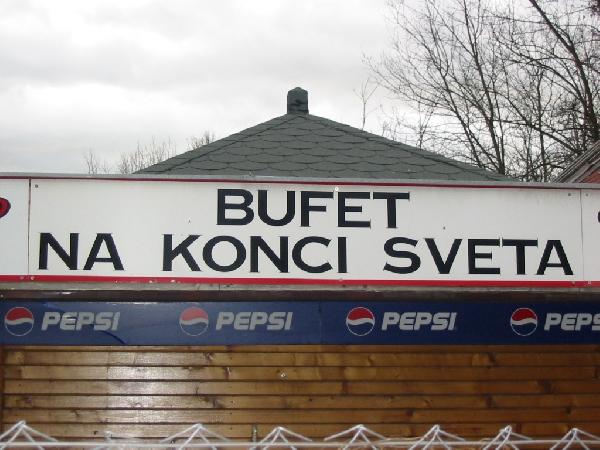 BUFET
NA KONCI SVETA
PEPSI PEPSI PEPSI PEPSI